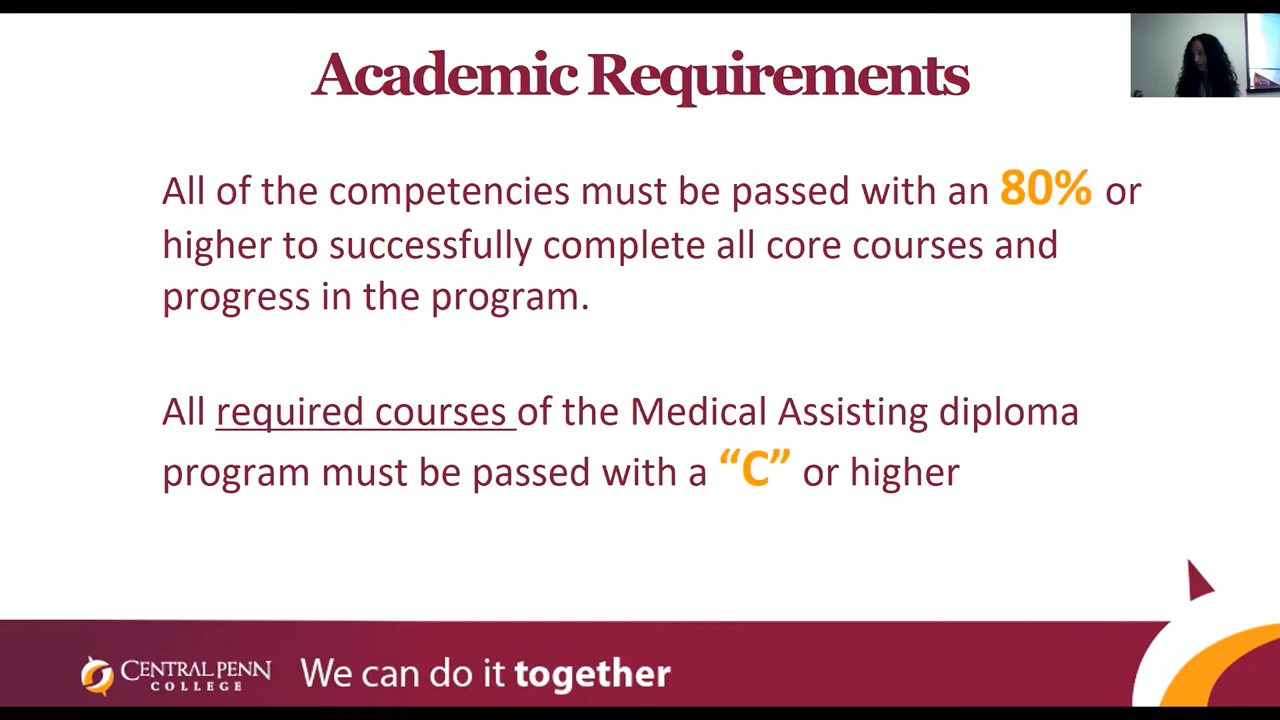 Academic Requirements
All of the competencies must be passed with an 80% or
higher to successfully complete all core courses and
progress in the program.
All required courses of the Medical Assisting diploma
program must be passed with a “C” or higher
CENTRAL PENN
COLLEGE
We can do it together